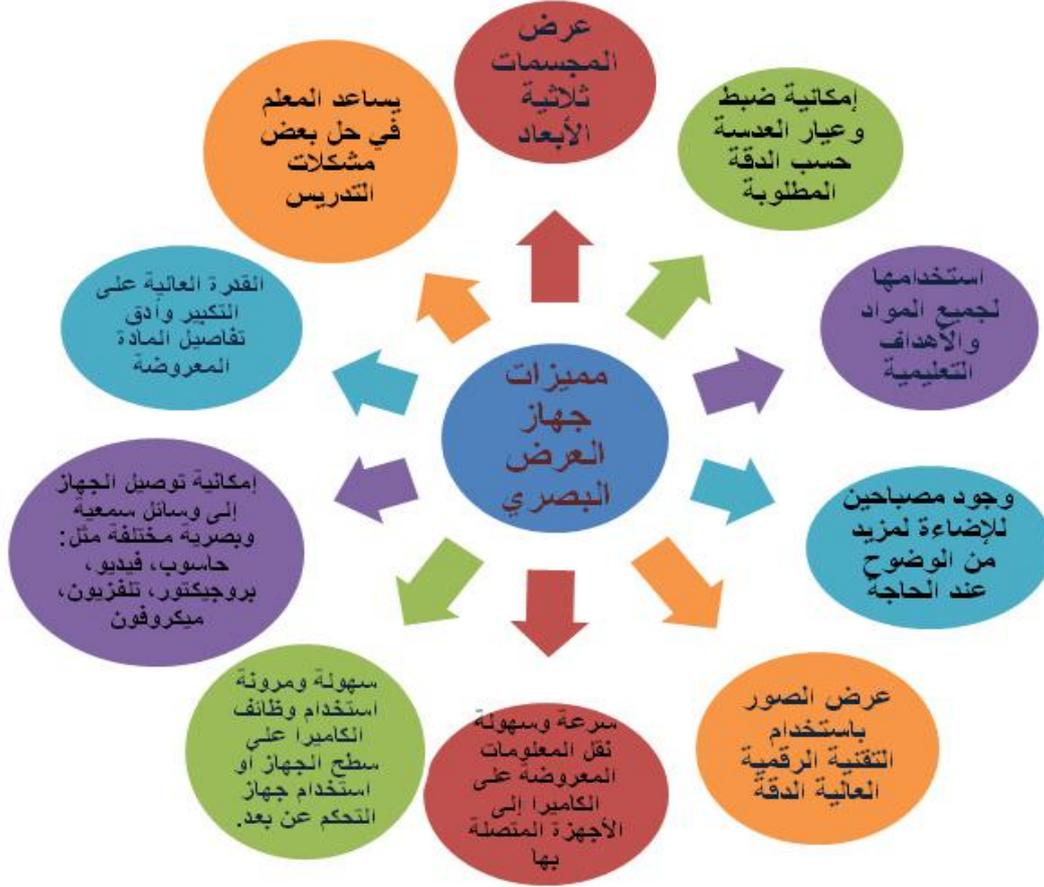 مميزات
جهاز
العرض
البصري
عرض
المجسمات
ثلاثية
الأبعاد
إمكانية ضبط
وعيار العدسة
حسب الدقة
المطلوبة
استخدامها
لجميع المواد
والأهداف
التعليمية
وجود مصباحين
للإضاءة لمزيد
من الوضوح
عند الحاجة
عرض الصور
باستخدام
التقنية الرقمية
العالية الدقة
سرعة وسهولة
نقل المعلومات
المعروضة على
الكاميرا إلى
الأجهزة المتصلة
بها
سهولة ومرونة
استخدام وظائف
الكاميرا على
سطح الجهاز أو
استخدام جهاز
التحكم عن بعد.
إمكانية توصيل الجهاز
إلى وسائل سمعية
وبصرية مختلفة مثل:
حاسوب، فيديو،
بروجيكتور، تلفزيون،
ميكروفون
القدرة العالية على
التكبير وأدق
تفاصيل المادة
المعروضة
يساعد المعلم
في حل بعض
مشكلات
التدريس